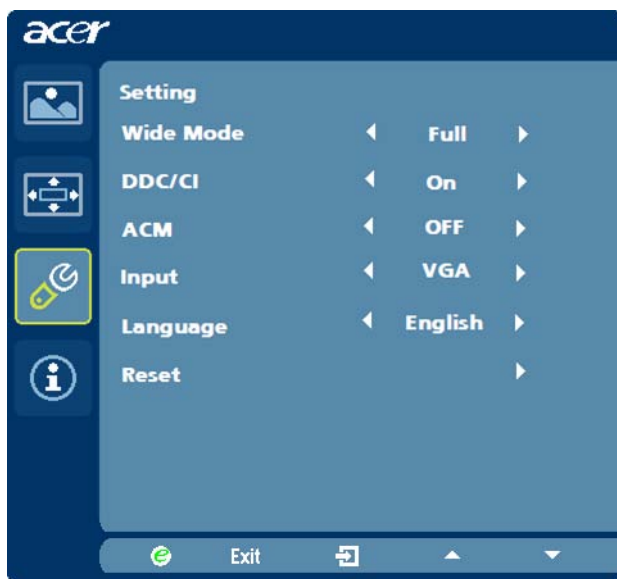 acer
Setting
Wide Mode Full
DDC/CI On
ACM OFF
Input VGA
Language English
Reset
e Exit